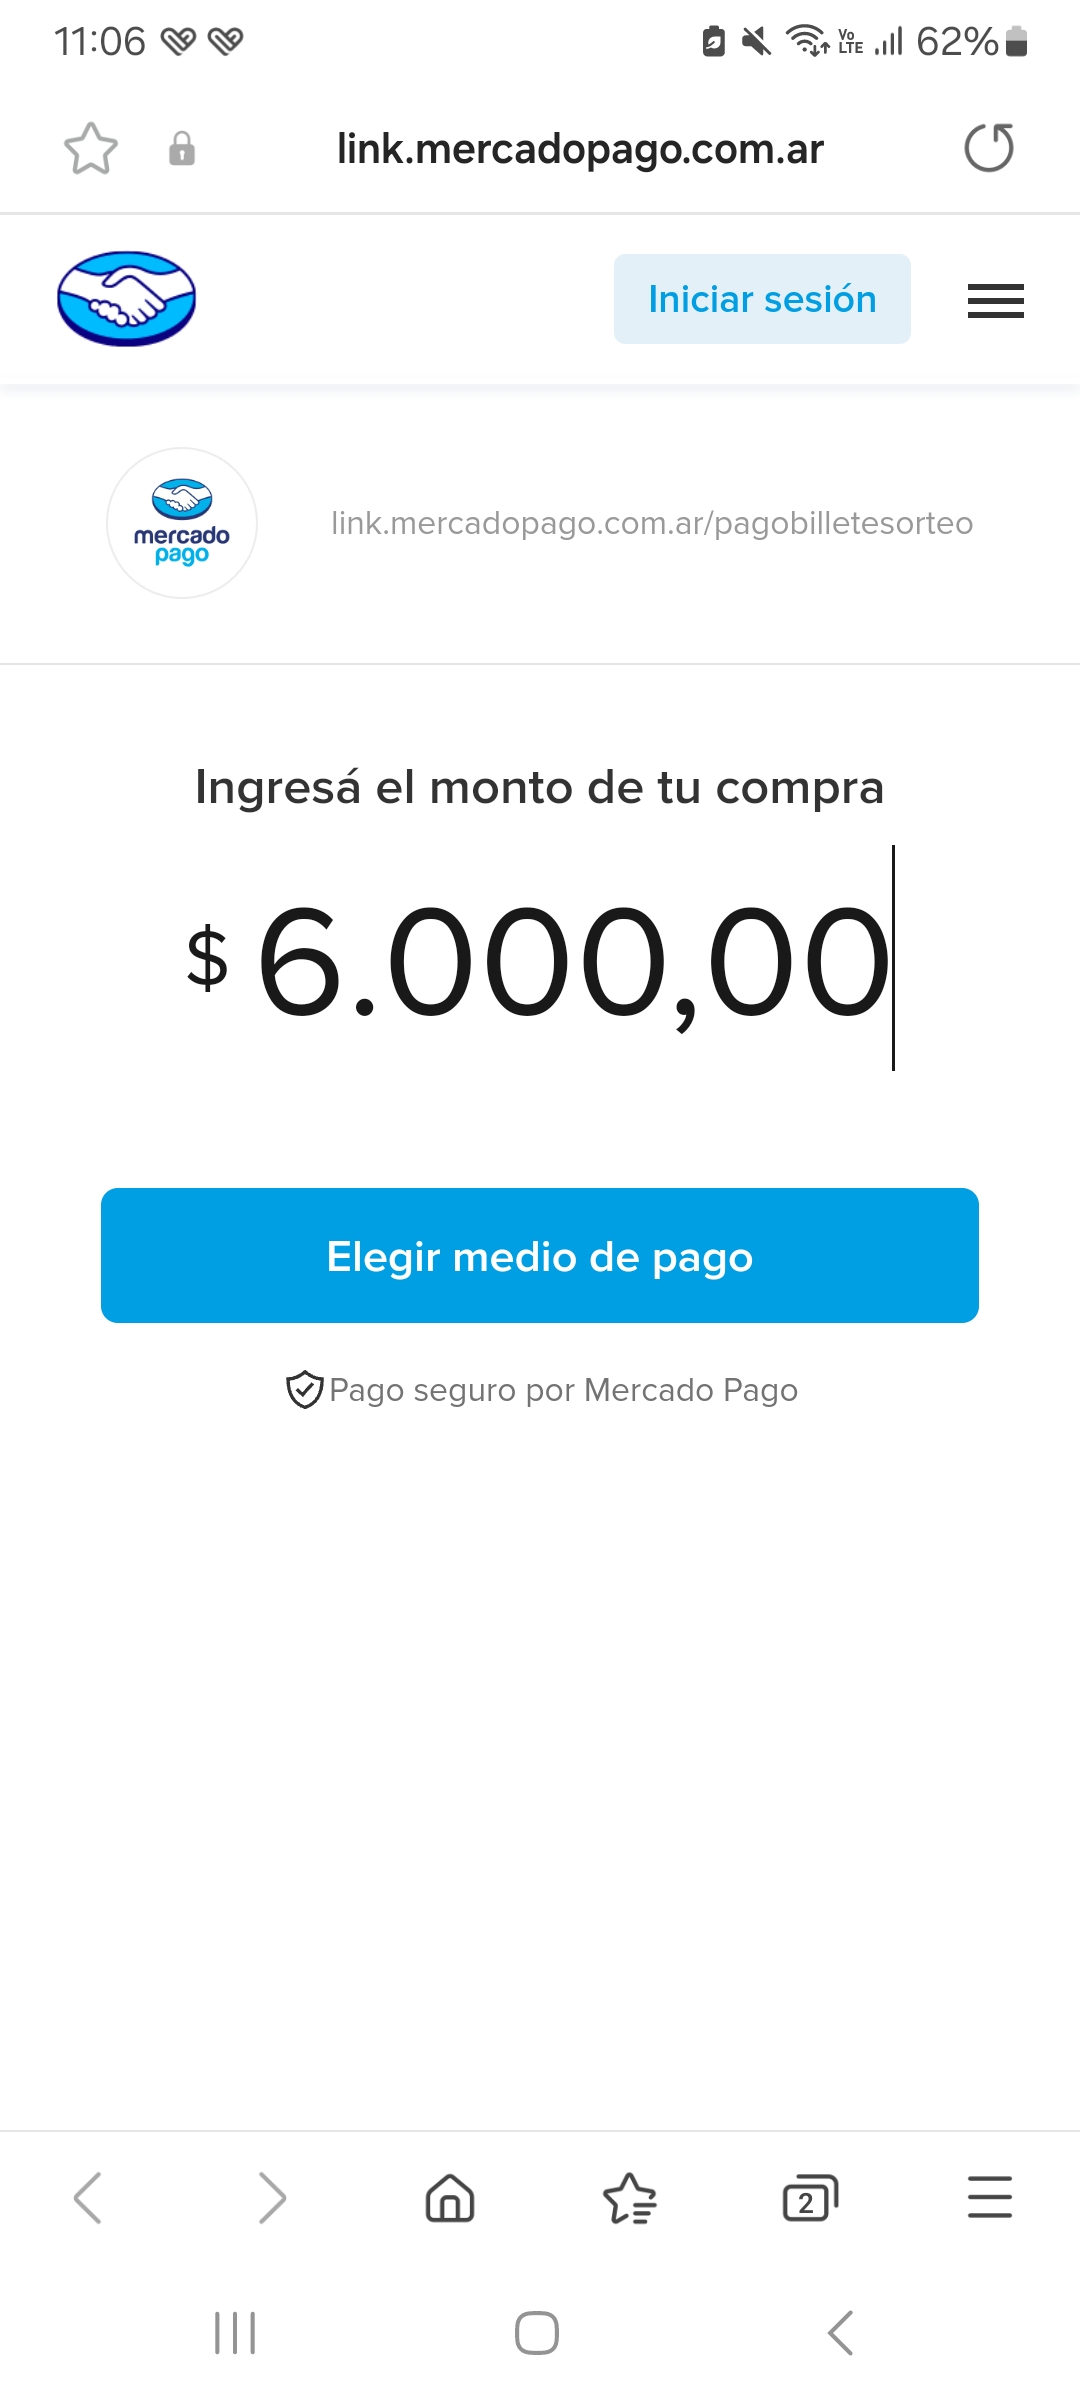 11:06
Vo LTE 62%
link.mercadopago.com.ar
Iniciar sesión
mercado
pago
link.mercadopago.com.ar/pagobilletesorteo
Ingresá el monto de tu compra
$ 6.000,00
Elegir medio de pago
Pago seguro por Mercado Pago
2